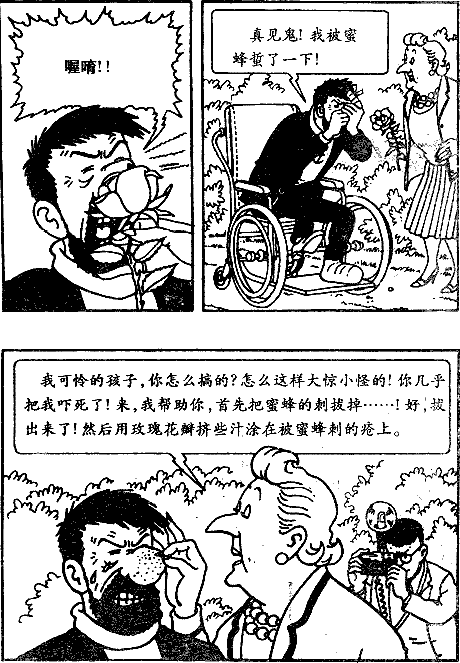 喔唷!!
真见鬼!我被蜜
蜂蜇了一下!
我可怜的孩子,你怎么搞的?怎么这样大惊小怪的!你几乎
把我吓死了!来,我帮助你,首先把蜜蜂的刺拔掉……!好,拔
出来了!然后用玫瑰花瓣挤些汁涂在被蜜蜂刺的疮上。